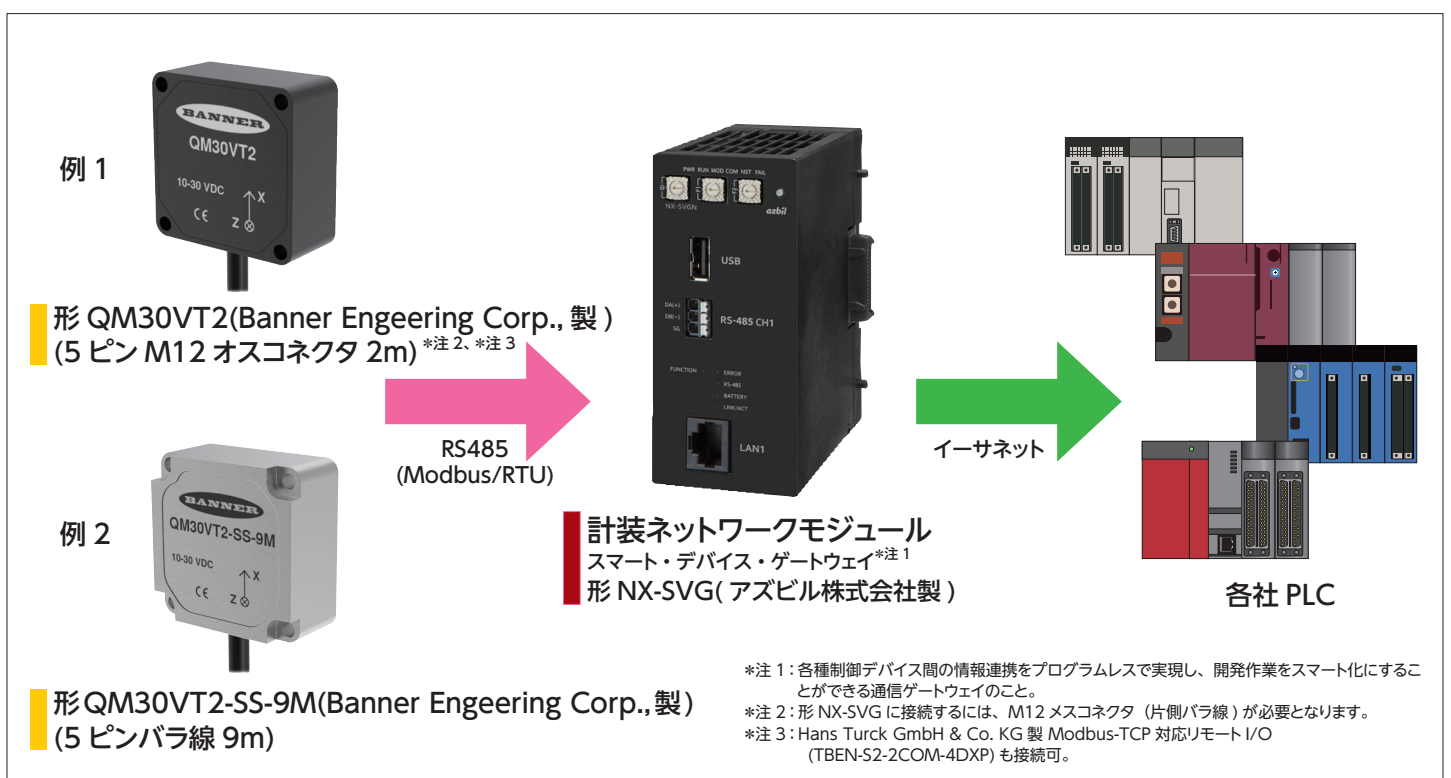 例 1
BANNER
QM30VT2
10-30 VDC
X
CE
Z
形 QM30VT2(Banner Engeering Corp., 製 )
(5 ピン M12 オスコネクタ 2m) *注 2、*注 3
RS485
(Modbus/RTU)
例 2
BANNER
QM30VT2-SS-9M
10-30 VDC
X
CE
Z
形 QM30VT2-SS-9M(Banner Engeering Corp., 製)
(5 ピンバラ線 9m)
PWR RUN MOD COM NST FAIL
NX-SVGN
azbil
USB
DA(+)
DB(−)
SG
RS-485 CH1
FUNCTION
ERROR
RS-485
BATTERY
LINK/ACT
LAN1
計装ネットワークモジュール
スマート・デバイス・ゲートウェイ*注 1
形 NX-SVG( アズビル株式会社製 )
イーサネット
各社 PLC
*注 1：各種制御デバイス間の情報連携をプログラムレスで実現し、開発作業をスマート化にするこ
とができる通信ゲートウェイのこと。
*注 2：形 NX-SVG に接続するには、M12 メスコネクタ（片側バラ線 ) が必要となります。
*注 3：Hans Turck GmbH & Co. KG 製 Modbus-TCP 対応リモート I/O
(TBEN-S2-2COM-4DXP) も接続可。